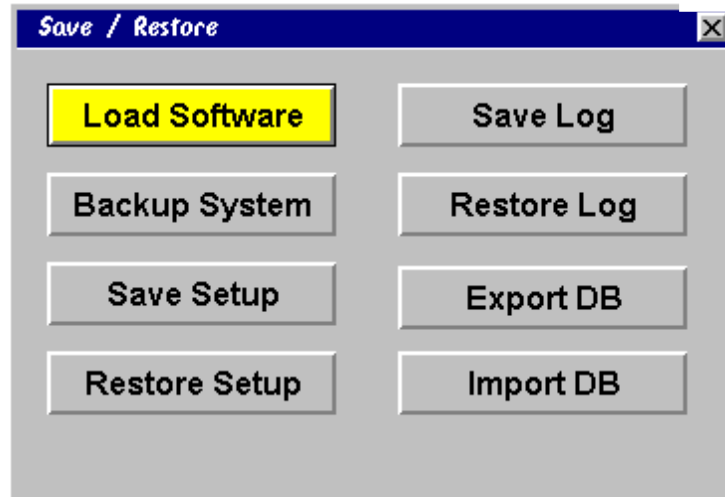 Save / Restore
Load Software
Save Log
Backup System
Restore Log
Save Setup
Export DB
Restore Setup
Import DB